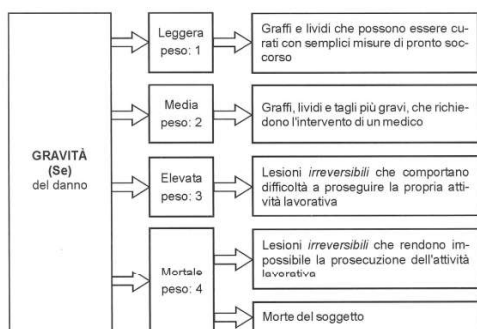 GRAVITÀ
(Se)
del danno
Leggera
peso: 1
Graffi e lividi che possono essere cu-
rati con semplici misure di pronto soc-
corso
Media
peso: 2
Graffi, lividi e tagli più gravi, che richie-
dono l'intervento di un medico
Elevata
peso: 3
Lesioni irreversibili che comportano
difficoltà a proseguire la propria atti-
vità lavorativa
Mortale
peso: 4
Lesioni irreversibili che rendono im-
possibile la prosecuzione dell'attività
lavorativa
Morte del soggetto